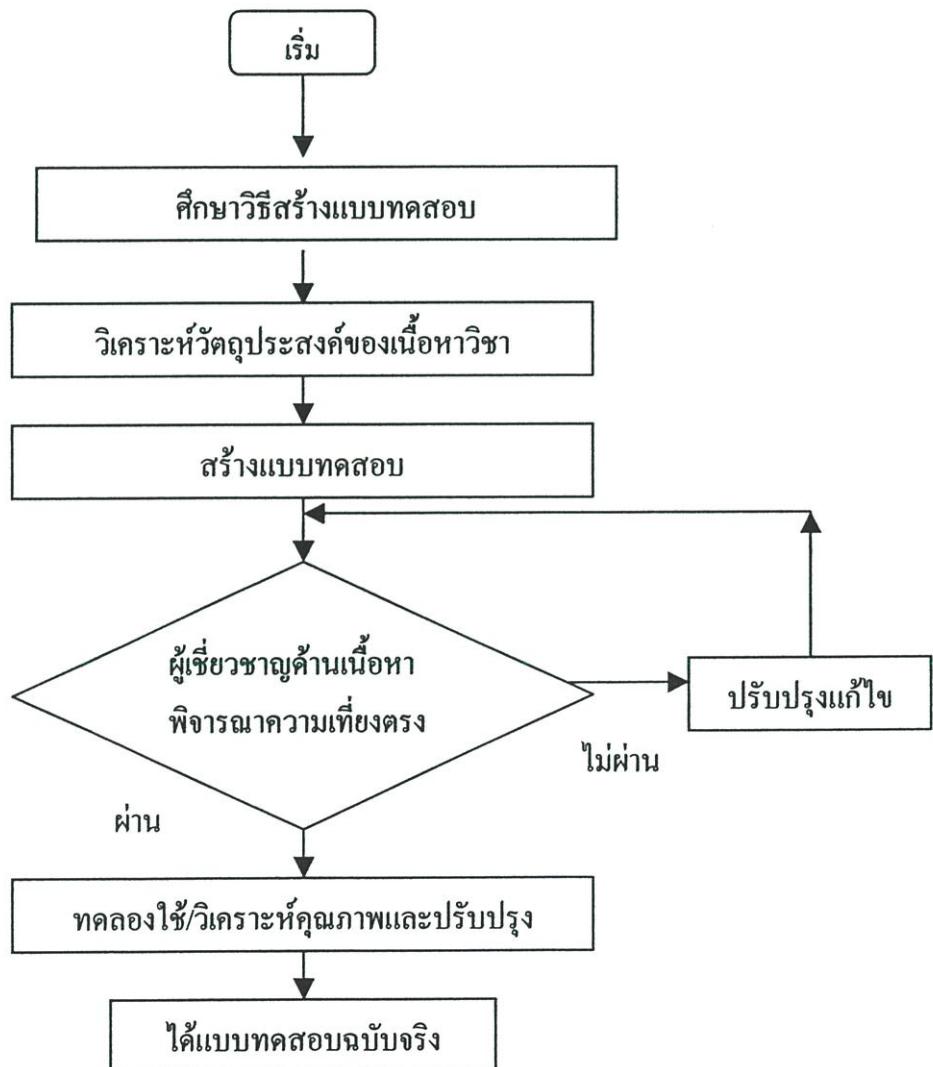 เริ่ม
ศึกษาวิธีสร้างแบบทดสอบ
วิเคราะห์วัตถุประสงค์ของเนื้อหาวิชา
สร้างแบบทดสอบ
ผู้เชี่ยวชาญด้านเนื้อหา
พิจารณาความเที่ยงตรง
ปรับปรุงแก้ไข
ไม่ผ่าน
ผ่าน
ทดลองใช้/วิเคราะห์คุณภาพและปรับปรุง
ได้แบบทดสอบฉบับจริง